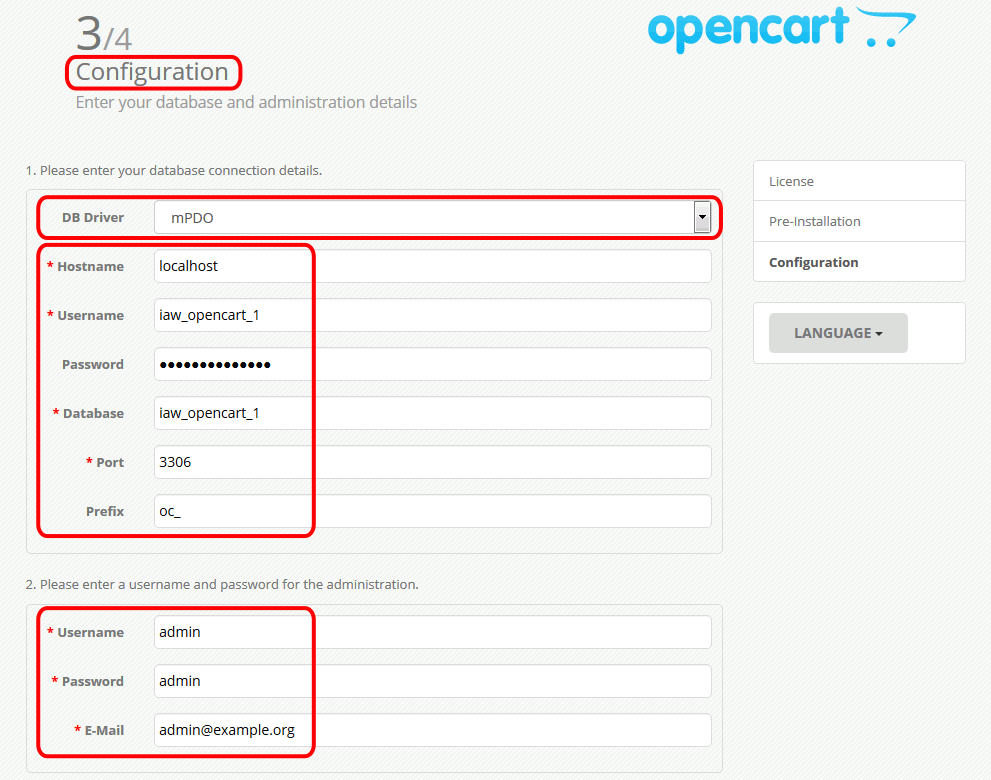 3/4
opencart
Configuration
Enter your database and administration details
1. Please enter your database connection details.
License
DB Driver mPDO
Pre-Installation
* Hostname localhost
Configuration
* Username iaw_opencart_1
LANGUAGE
Password ••••••••••••••
* Database iaw_opencart_1
* Port 3306
Prefix oc_
2. Please enter a username and password for the administration.
* Username admin
* Password admin
* E-Mail admin@example.org